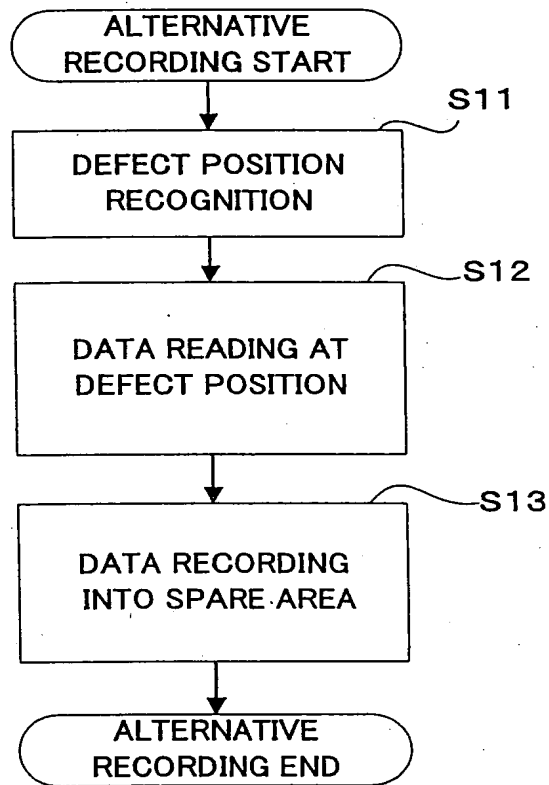 ALTERNATIVE
RECORDING START
S11
DEFECT POSITION
RECOGNITION
S12
DATA READING AT
DEFECT POSITION
S13
DATA RECORDING
INTO SPARE AREA
ALTERNATIVE
RECORDING END